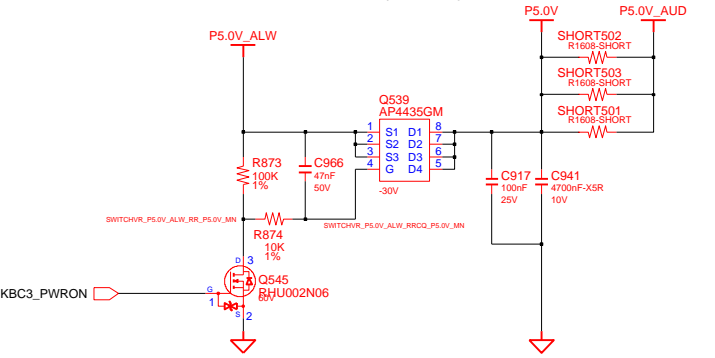 P5.0V P5.0V_AUD
P5.0V_ALW
SHORT502
R1608-SHORT
SHORT503
R1608-SHORT
SHORT501
R1608-SHORT
Q539
AP4435GM
1 S1 D1 8
2 S2 D2 7
3 S3 D3 6
4 G D4 5
-30V
R873
100K
1%
C966
47nF
50V
C917
100nF
25V
C941
4700nF-X5R
10V
SWITCHVR_P5.0V_ALW_RR_P5.0V_MN
SWITCHVR_P5.0V_ALW_RRCQ_P5.0V_MN
R874
10K
1%
D 3
Q545
RHU002N06
G
1
S 2
KBC3_PWRON